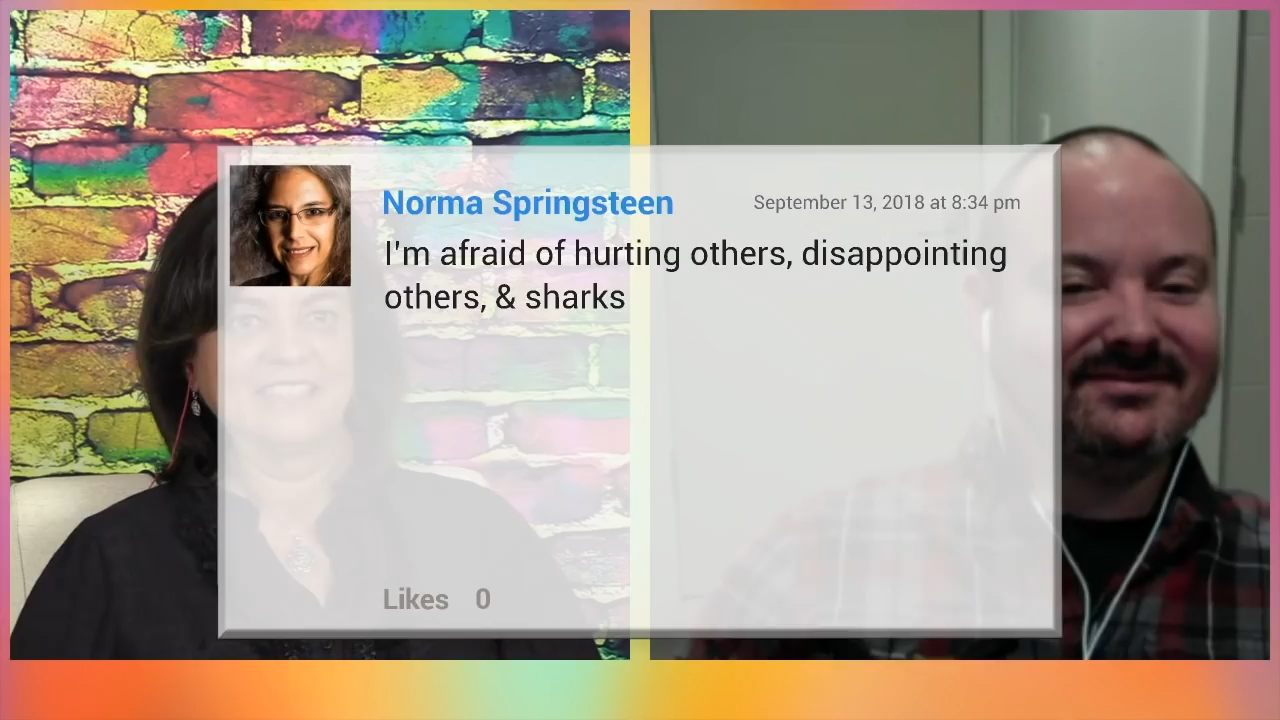 Norma Springsteen
September 13, 2018 at 8:34 pm
I'm afraid of hurting others, disappointing
others, & sharks
Likes 0